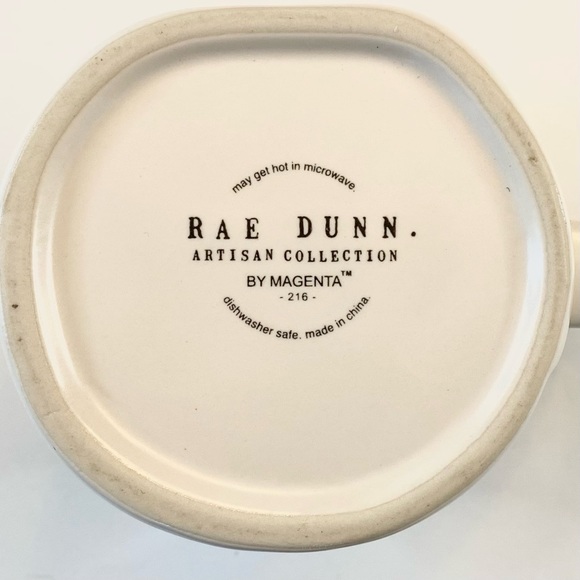 may get hot in microwave.
RAE DUNN.
ARTISAN COLLECTION
BY MAGENTA™
- 216 -
dishwasher safe. made in china.